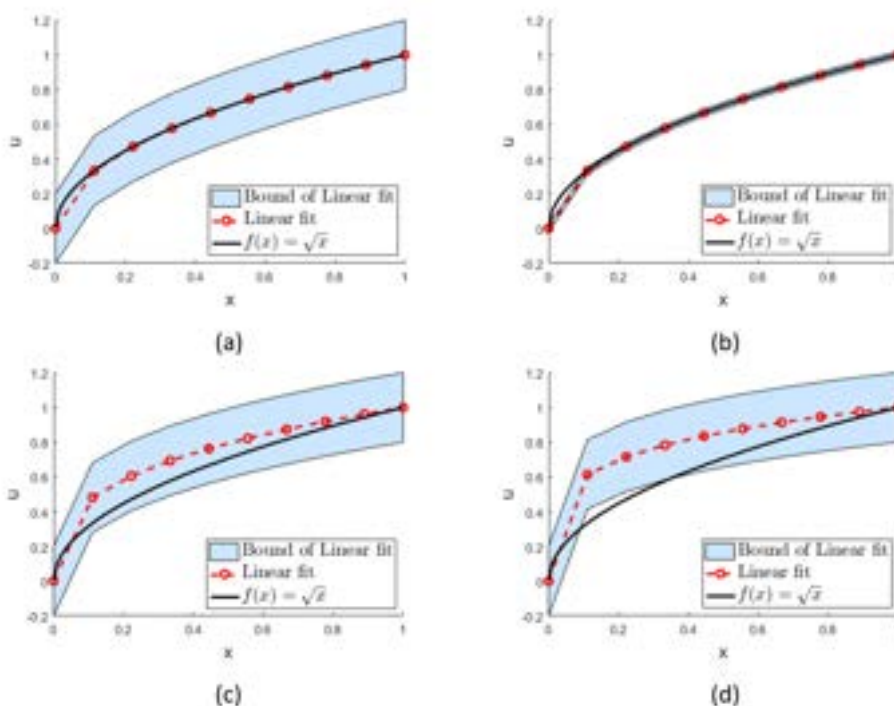 1.2
1
0.8
0.6
0.4
0.2
0
-0.2
u
0 0.2 0.4 0.6 0.8 1
x
Bound of Linear fit
Linear fit
f(x) = √x
(a)
1.2
1
0.8
0.6
0.4
0.2
0
-0.2
u
0 0.2 0.4 0.6 0.8
x
Bound of Linear fit
Linear fit
f(x) = √x
(b)
1.2
1
0.8
0.6
0.4
0.2
0
-0.2
u
0 0.2 0.4 0.6 0.8 1
x
Bound of Linear fit
Linear fit
f(x) = √x
(c)
1.2
1
0.8
0.6
0.4
0.2
0
-0.2
u
0 0.2 0.4 0.6 0.8
x
Bound of Linear fit
Linear fit
f(x) = √x
(d)